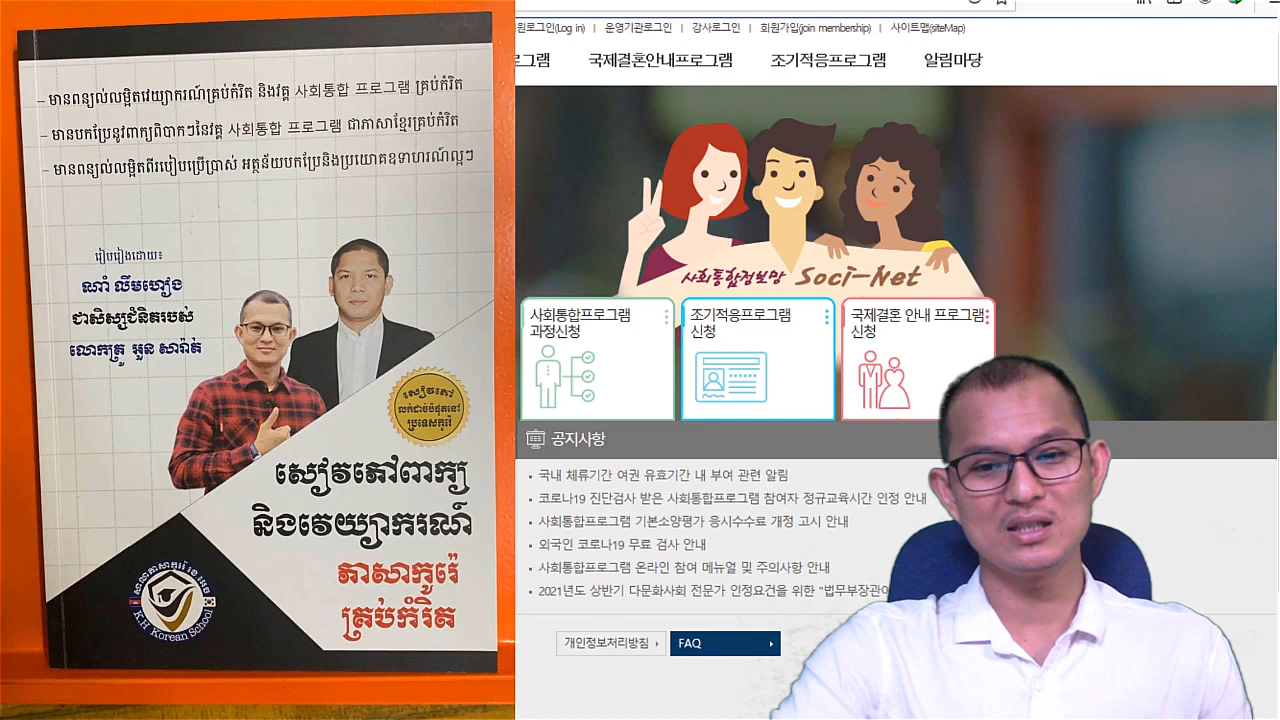 – មានពន្យល់លម្អិតវេយ្យាករណ៍គ្រប់កំរិត និងវគ្គ 사회통합 프로그램 គ្រប់កំរិត
– មានបកប្រែនូវពាក្យពិបាកៗនៃវគ្គ 사회통합 프로그램 ជាភាសាខ្មែរគ្រប់កំរិត
– មានពន្យល់លម្អិតពីរបៀបប្រើប្រាស់ អត្ថន័យបកប្រែនិងប្រយោគឧទាហរណ៍ល្អៗ
រៀបរៀងដោយ៖
ណាំ លីមហៀង
ជាសិស្សជំនិតរបស់
លោកគ្រូ អួន សារ៉ាត់
សៀវភៅ
លក់ដាច់បំផុតនៅ
ប្រទេសកូរ៉េ
សៀវភៅពាក្យ
និងវេយ្យាករណ៍
ភាសាកូរ៉េ
គ្រប់កំរិត
K.H Korean School
원로그인(Log in) | 운영기관로그인 | 강사로그인 | 회원가입(join membership) | 사이트맵(siteMap)
로그램 국제결혼안내프로그램 조기적응프로그램 알림마당
사회통합정보망 Soci-Net
사회통합프로그램
과정신청
조기적응프로그램
신청
국제결혼 안내 프로그램
신청
공지사항
국내 체류기간 여권 유효기간 내 부여 관련 알림
코로나19 진단검사 받은 사회통합프로그램 참여자 정규교육시간 인정 안내
사회통합프로그램 기본소양평가 응시수수료 개정 고시 안내
외국인 코로나19 무료 검사 안내
사회통합프로그램 온라인 참여 메뉴얼 및 주의사항 안내
2021년도 상반기 다문화사회 전문가 인정요건을 위한 "법무부장관이
개인정보처리방침
FAQ